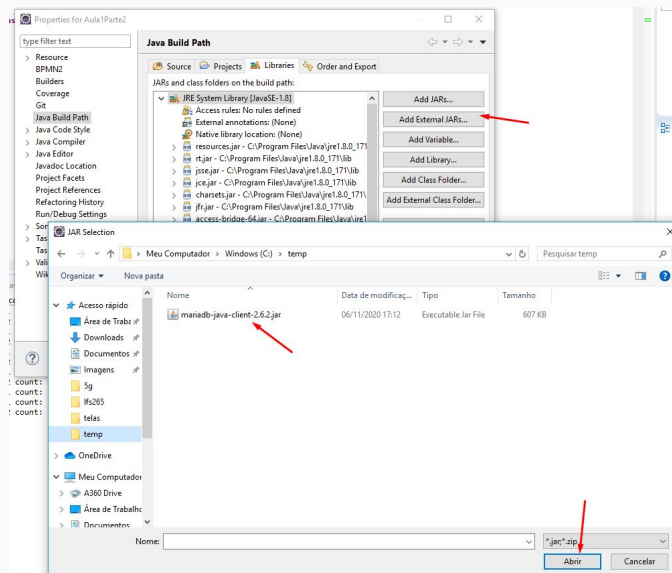 Properties for Aula1Parte2
type filter text
Java Build Path
Resource
BPMN2
Builders
Coverage
Git
Java Build Path
Java Code Style
Java Compiler
Java Editor
Javadoc Location
Project Facets
Project References
Refactoring History
Run/Debug Settings
Source
Projects
Libraries
Order and Export
JARs and class folders on the build path:
JRE System Library [JavaSE-1.8]
Access rules: No rules defined
External annotations: (None)
Native library location: (None)
resources.jar - C:\Program Files\Java\jre1.8.0_171
rt.jar - C:\Program Files\Java\jre1.8.0_171\lib
jsse.jar - C:\Program Files\Java\jre1.8.0_171\lib
jce.jar - C:\Program Files\Java\jre1.8.0_171\lib
charsets.jar - C:\Program Files\Java\jre1.8.0_171\
jfr.jar - C:\Program Files\Java\jre1.8.0_171\lib
access-bridge-64.jar - C:\Program Files\Java\jre1
Add JARs...
Add External JARs...
Add Variable...
Add Library...
Add Class Folder...
Add External Class Folder...
Tas
Vali
count:
count:
count:
count:
JAR Selection
Meu Computador > Windows (C:) > temp
Pesquisar temp
Organizar
Nova pasta
Acesso rápido
Área de Traba
Downloads
Documentos
Imagens
5g
lfs265
telas
temp
OneDrive
Meu Computador
A360 Drive
Área de Trabalho
Documentos
Nome
Data de modificaç...
Tipo
Tamanho
mariadb-java-client-2.6.2.jar
06/11/2020 17:12
Executable Jar File
607 KB
Nome:
*.jar;*.zip
Abrir
Cancelar